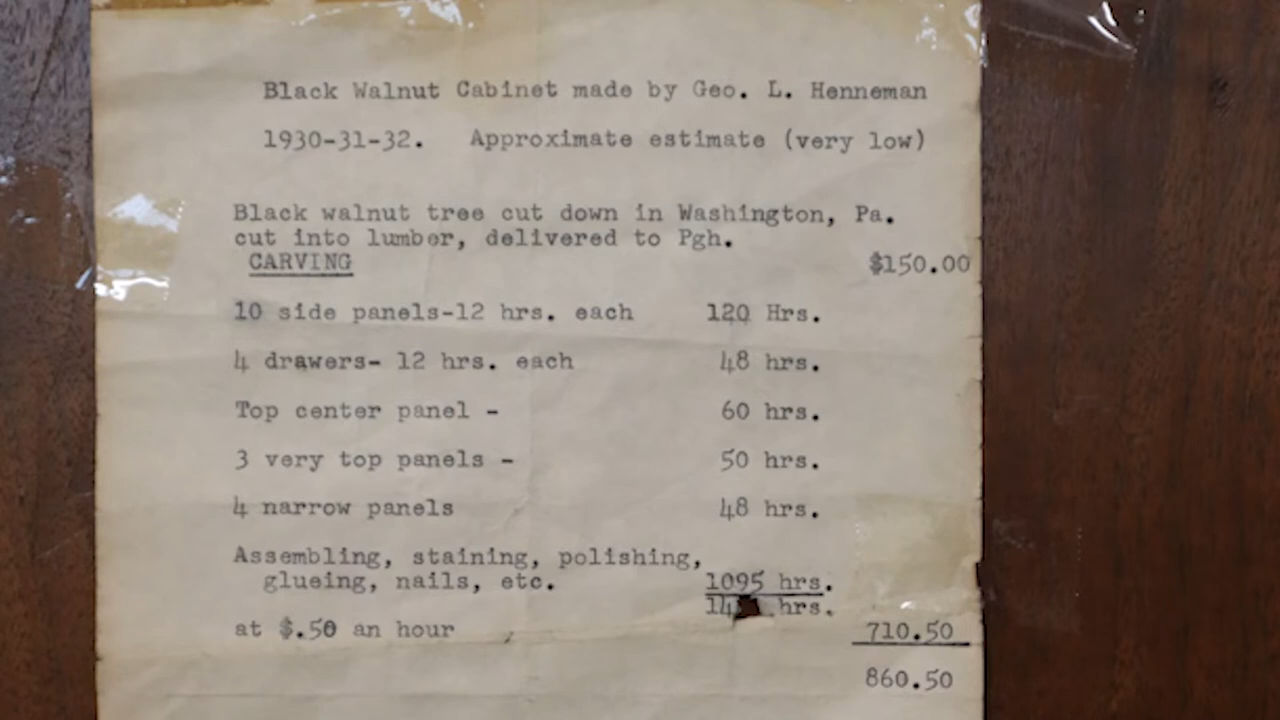 Black Walnut Cabinet made by Geo. L. Henneman
1930-31-32. Approximate estimate (very low)
Black walnut tree cut down in Washington, Pa.
cut into lumber, delivered to Pgh.
CARVING $150.00
10 side panels-12 hrs. each 120 Hrs.
4 drawers- 12 hrs. each 48 hrs.
Top center panel - 60 hrs.
3 very top panels - 50 hrs.
4 narrow panels 48 hrs.
Assembling, staining, polishing,
glueing, nails, etc. 1095 hrs.
hrs.
at $.50 an hour 710.50
860.50